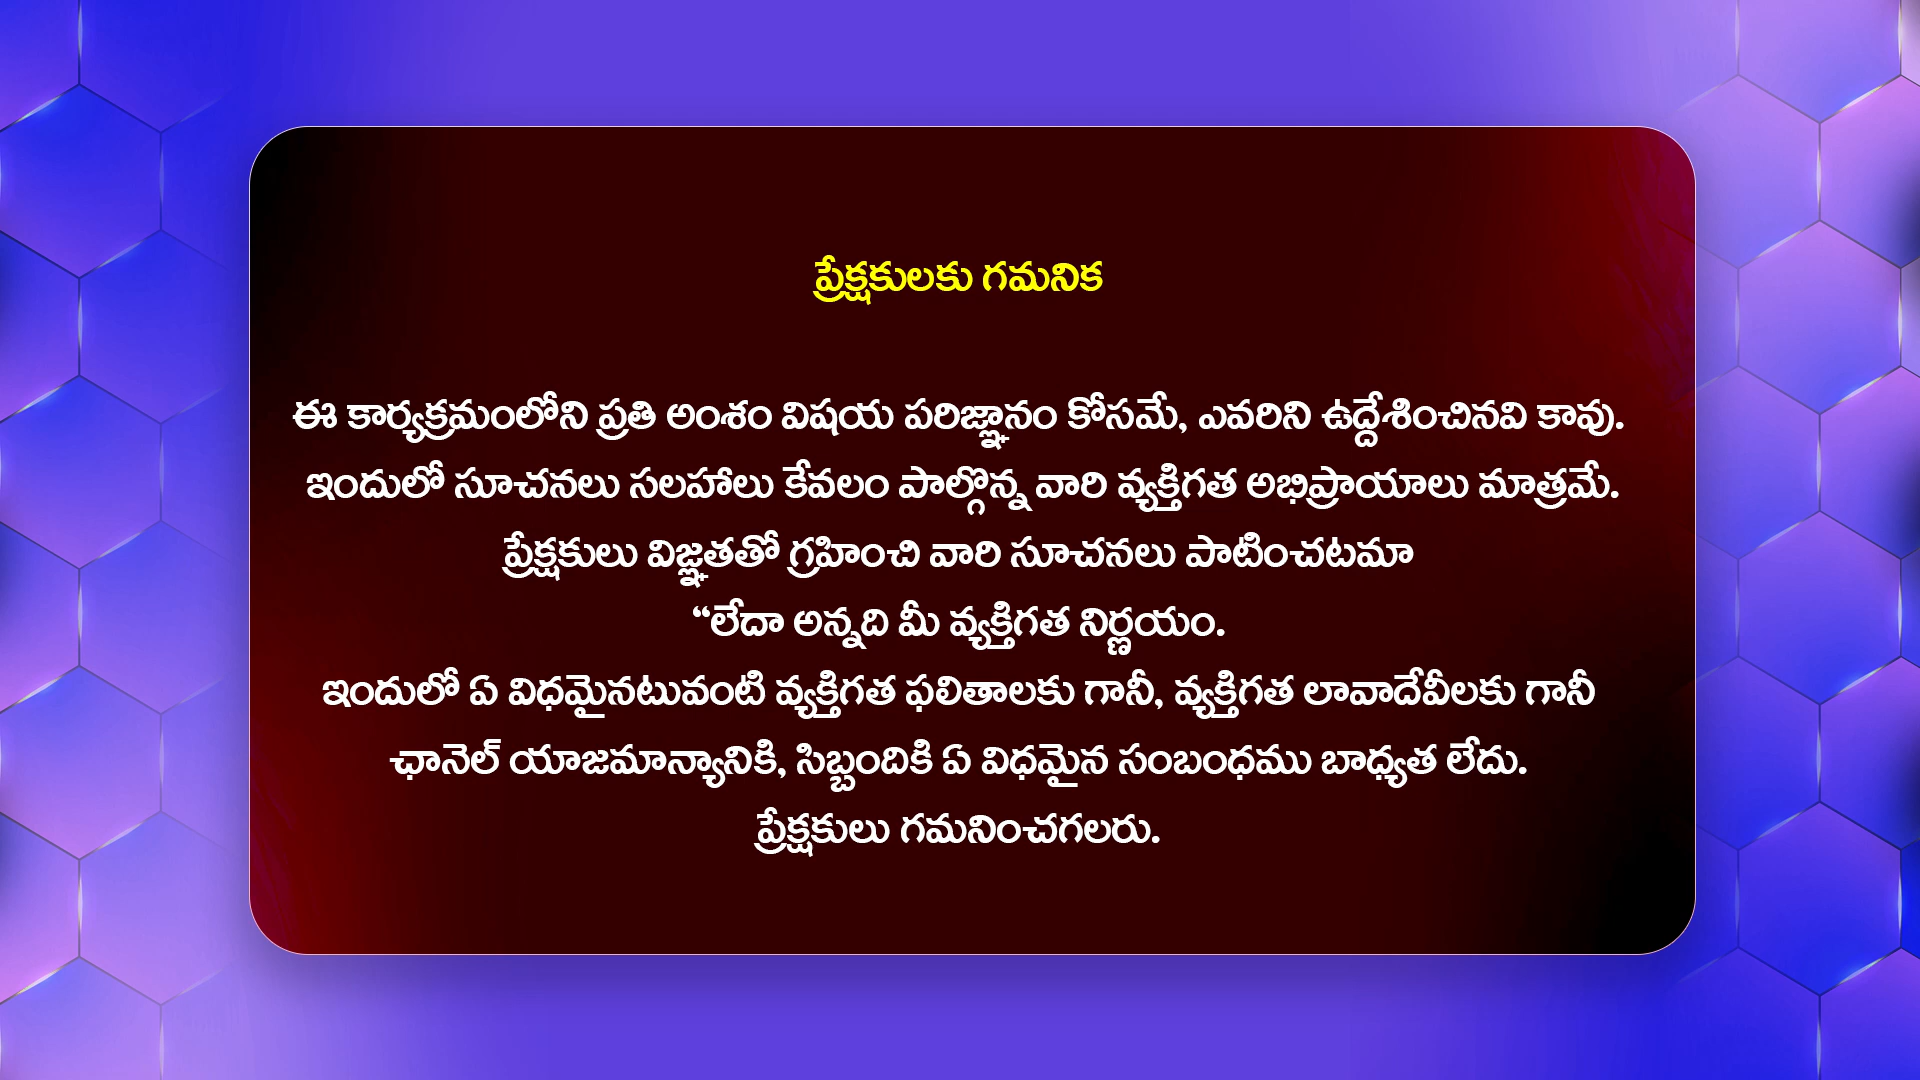 ప్రేక్షకులకు గమనిక
ఈ కార్యక్రమంలోని ప్రతి అంశం విషయ పరిజ్ఞానం కోసమే, ఎవరిని ఉద్దేశించినవి కావు.
ఇందులో సూచనలు సలహాలు కేవలం పాల్గొన్న వారి వ్యక్తిగత అభిప్రాయాలు మాత్రమే.
ప్రేక్షకులు విజ్ఞతతో గ్రహించి వారి సూచనలు పాటించటమా
“లేదా అన్నది మీ వ్యక్తిగత నిర్ణయం.
ఇందులో ఏ విధమైనటువంటి వ్యక్తిగత ఫలితాలకు గానీ, వ్యక్తిగత లావాదేవీలకు గానీ
ఛానెల్ యాజమాన్యానికి, సిబ్బందికి ఏ విధమైన సంబంధము బాధ్యత లేదు.
ప్రేక్షకులు గమనించగలరు.